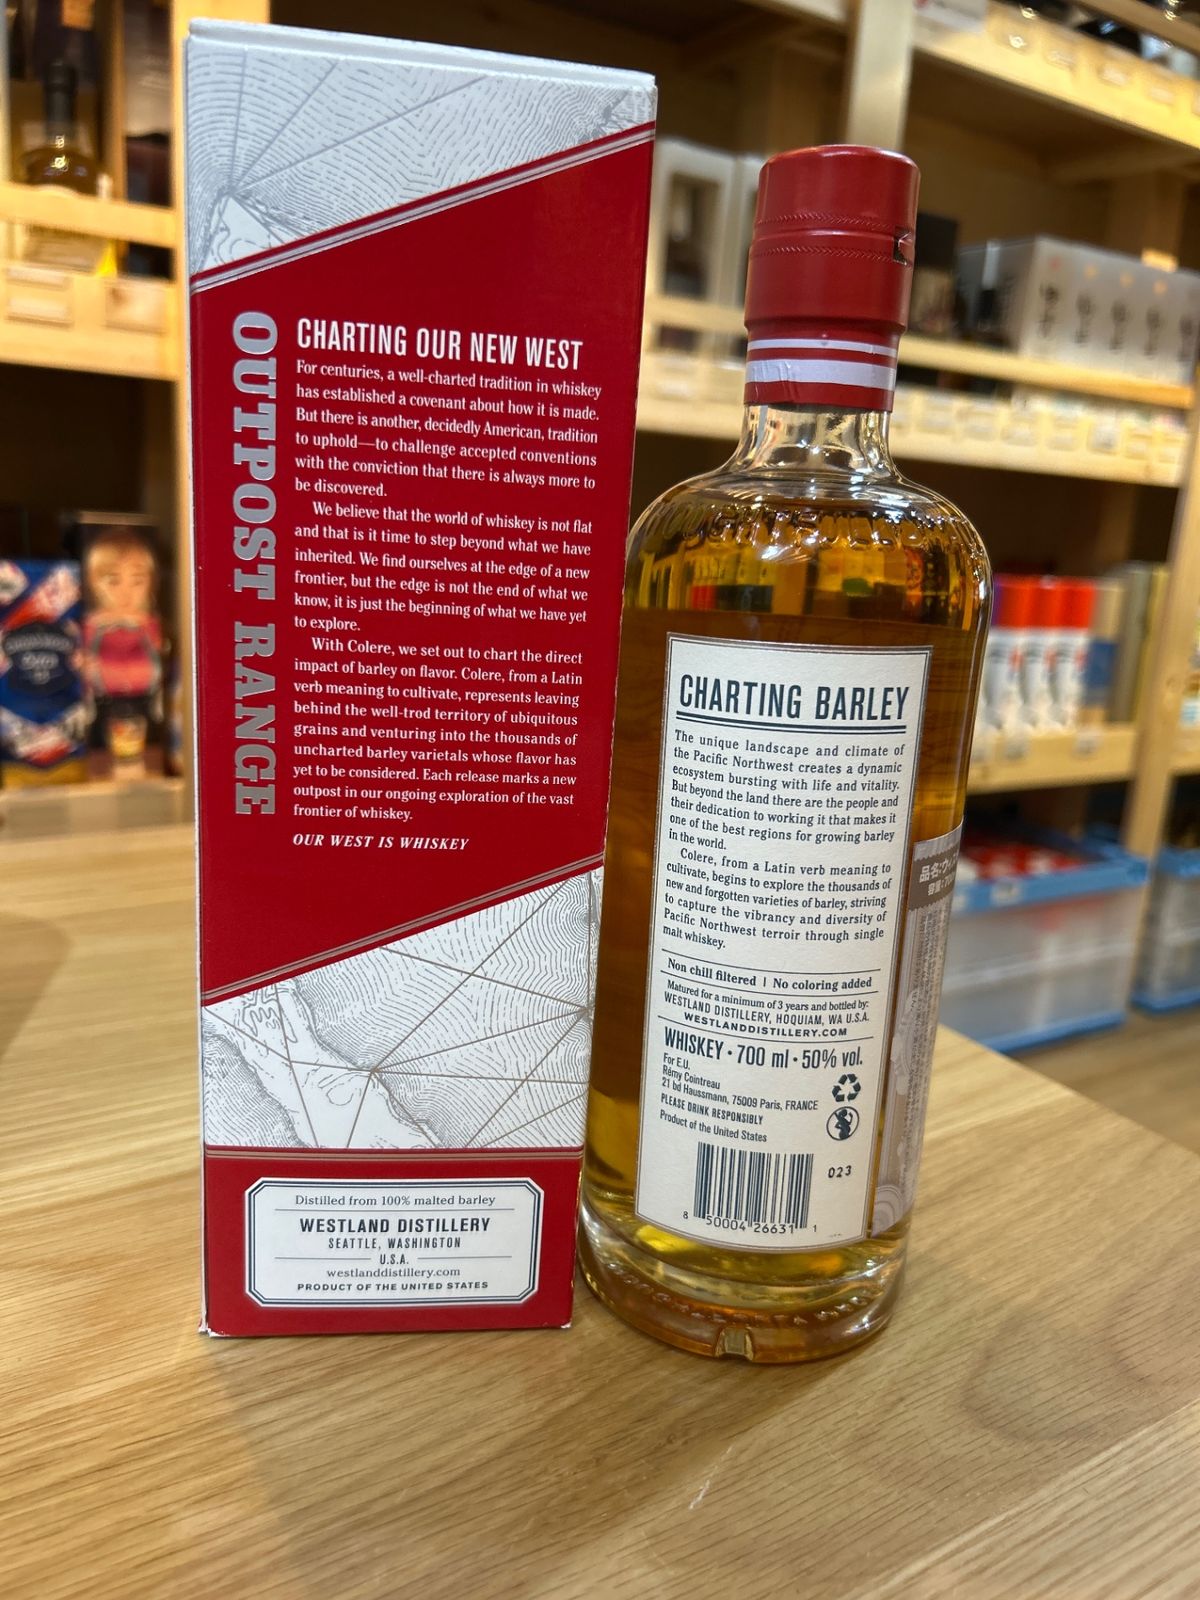 OUTPOST RANGE
CHARTING OUR NEW WEST
For centuries, a well-charted tradition in whiskey
has established a covenant about how it is made.
But there is another, decidedly American, tradition
to uphold—to challenge accepted conventions
with the conviction that there is always more to
be discovered.
We believe that the world of whiskey is not flat
and that is it time to step beyond what we have
inherited. We find ourselves at the edge of a new
frontier, but the edge is not the end of what we
know, it is just the beginning of what we have yet
to explore.
With Colere, we set out to chart the direct
impact of barley on flavor. Colere, from a Latin
verb meaning to cultivate, represents leaving
behind the well-trod territory of ubiquitous
grains and venturing into the thousands of
uncharted barley varietals whose flavor has
yet to be considered. Each release marks a new
outpost in our ongoing exploration of the vast
frontier of whiskey.
OUR WEST IS WHISKEY
Distilled from 100% malted barley
WESTLAND DISTILLERY
SEATTLE, WASHINGTON
U.S.A.
westlanddistillery.com
PRODUCT OF THE UNITED STATES
THOUGHTFULLY
CHARTING BARLEY
The unique landscape and climate of
the Pacific Northwest creates a dynamic
ecosystem bursting with life and vitality.
But beyond the land there are the people and
their dedication to working it that makes it
one of the best regions for growing barley
in the world.
Colere, from a Latin verb meaning to
cultivate, begins to explore the thousands of
new and forgotten varieties of barley, striving
to capture the vibrancy and diversity of
Pacific Northwest terroir through single
malt whiskey.
Non chill filtered | No coloring added
Matured for a minimum of 3 years and bottled by:
WESTLAND DISTILLERY, HOQUIAM, WA U.S.A.
WESTLANDDISTILLERY.COM
WHISKEY • 700 ml • 50% vol.
For E.U.
Rémy Cointreau
21 bd Haussmann, 75009 Paris, FRANCE
PLEASE DRINK RESPONSIBLY
Product of the United States
023
8 50004 26631 1
品名:ウィ